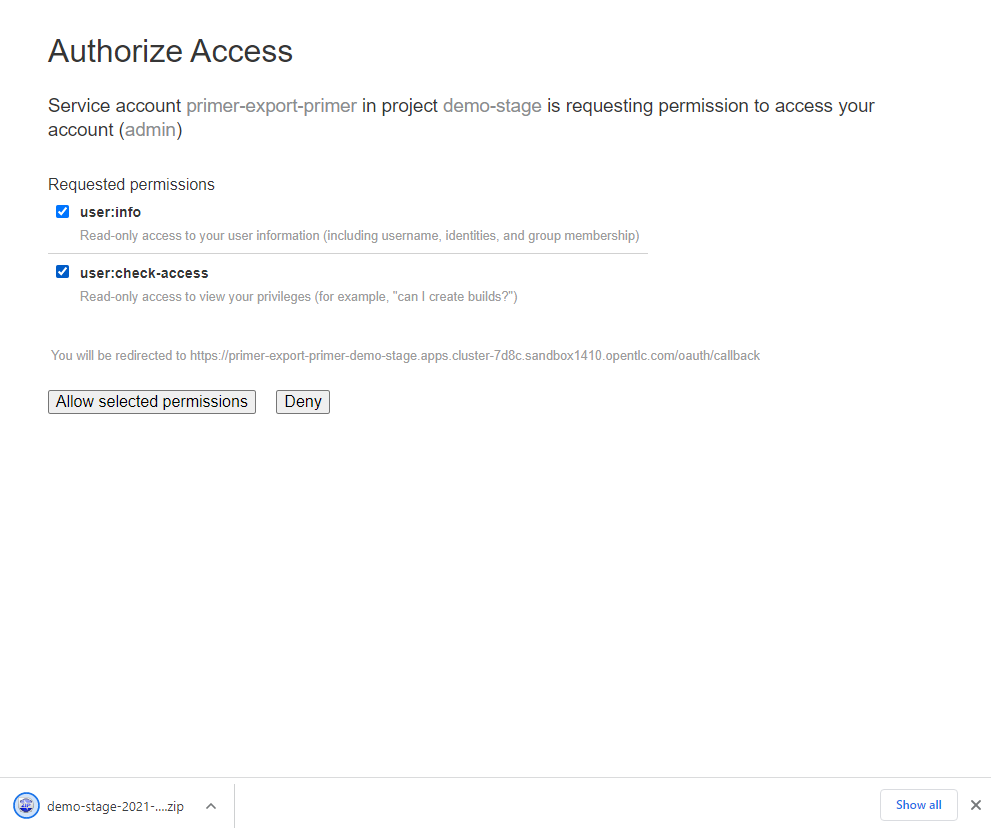 Authorize Access
Service account primer-export-primer in project demo-stage is requesting permission to access your
account (admin)
Requested permissions
user:info
Read-only access to your user information (including username, identities, and group membership)
user:check-access
Read-only access to view your privileges (for example, "can I create builds?")
You will be redirected to https://primer-export-primer-demo-stage.apps.cluster-7d8c.sandbox1410.opentlc.com/oauth/callback
Allow selected permissions Deny
demo-stage-2021-....zip Show all